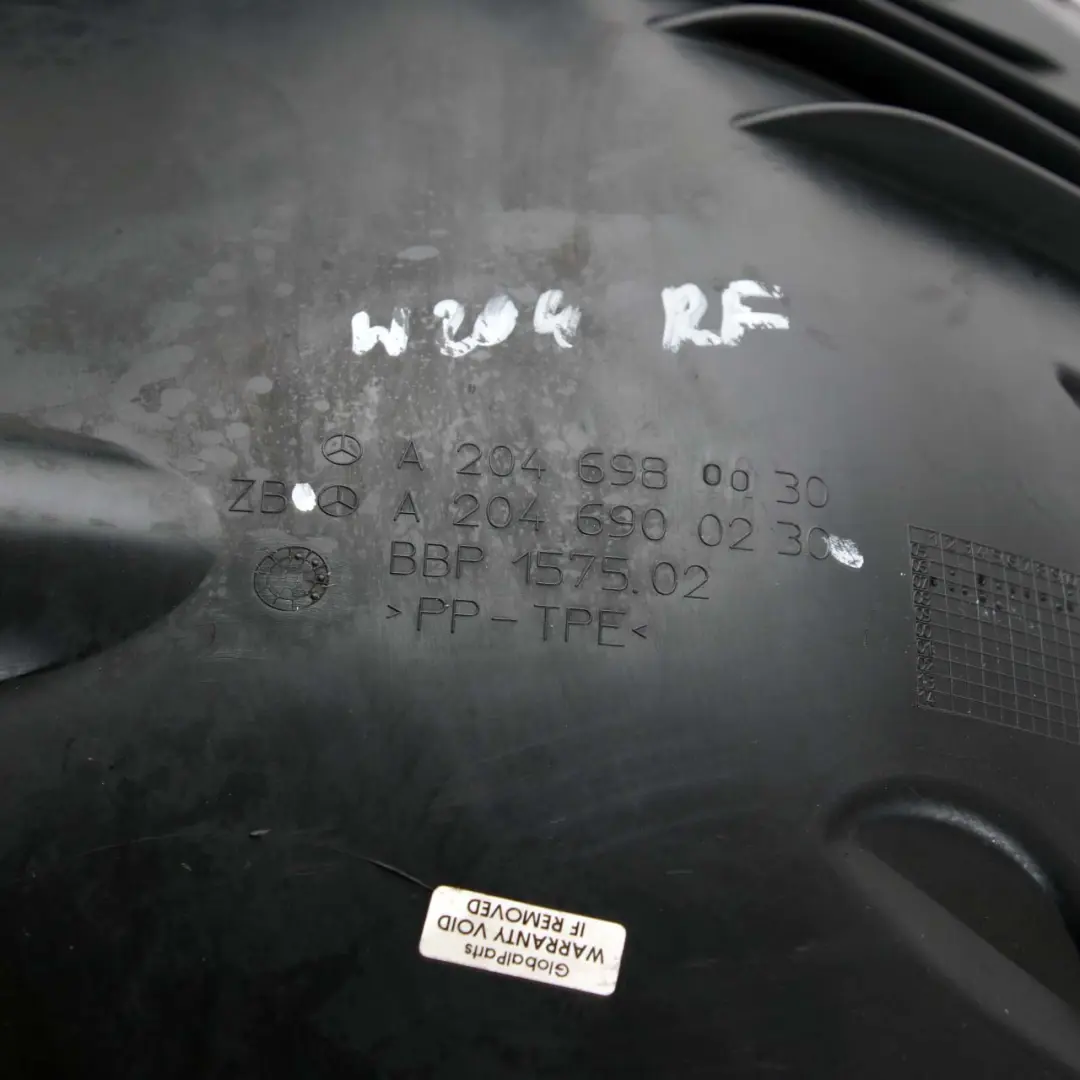 W204 RF
A 204 698 00 30
ZB A 204 690 02 30
BBP 1575.02
>PP-TPE<
GlobalParts
WARRANTY VOID
IF REMOVED